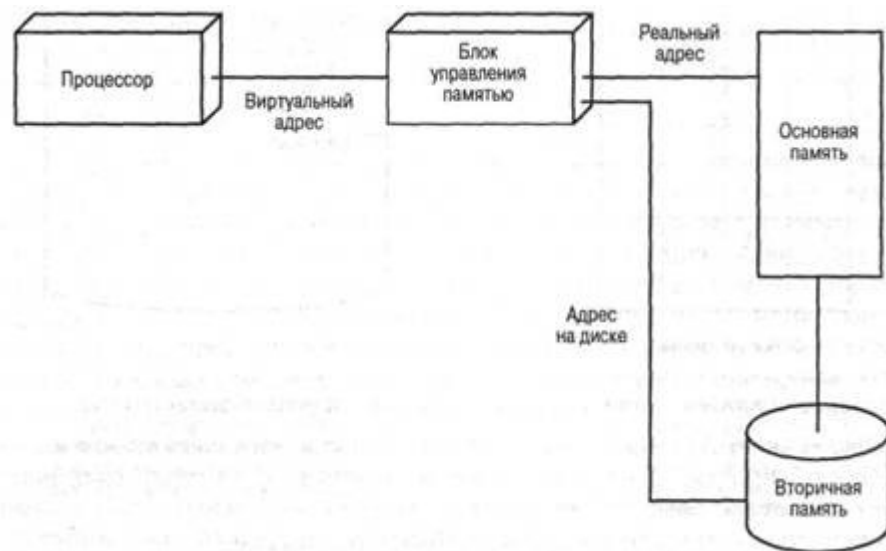 Процессор
Виртуальный
адрес
Блок
управления
памятью
Реальный
адрес
Основная
память
Адрес
на диске
Вторичная
память